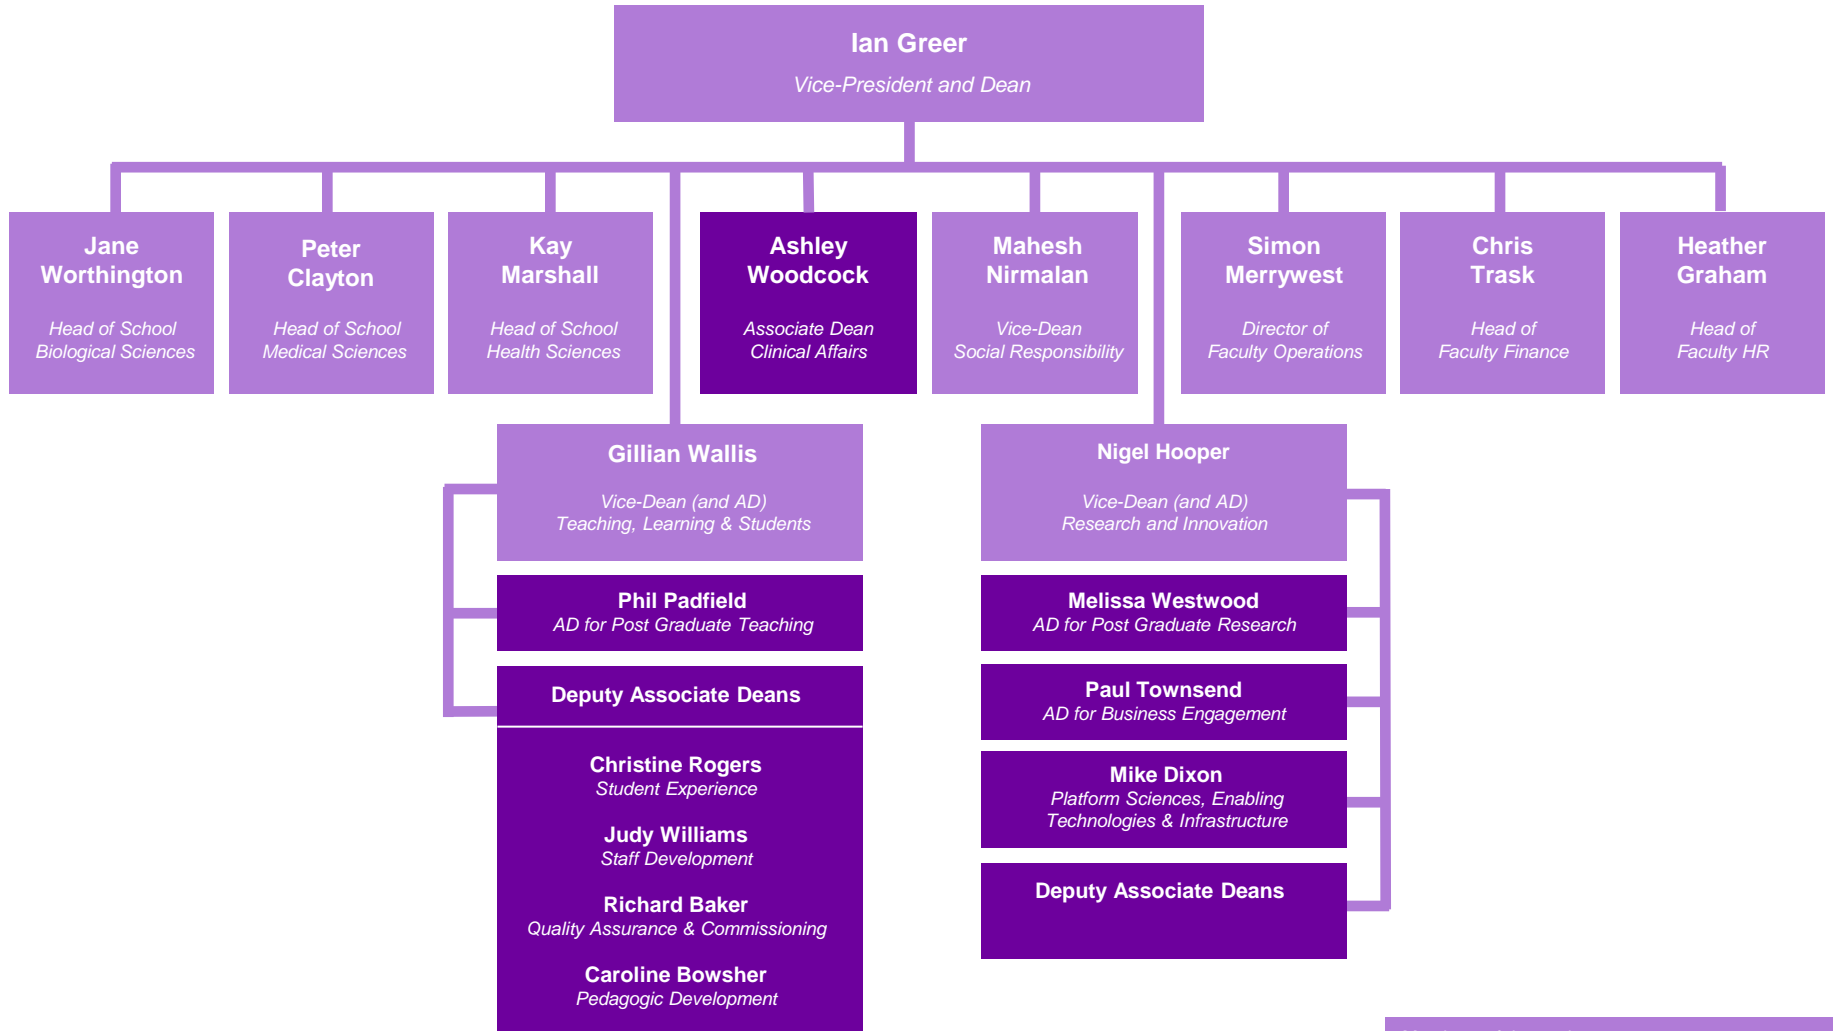 Ian Greer
Vice-President and Dean
Jane
Worthington
Head of School
Biological Sciences
Peter
Clayton
Head of School
Medical Sciences
Kay
Marshall
Head of School
Health Sciences
Ashley
Woodcock
Associate Dean
Clinical Affairs
Mahesh
Nirmalan
Vice-Dean
Social Responsibility
Simon
Merrywest
Director of
Faculty Operations
Chris
Trask
Head of
Faculty Finance
Heather
Graham
Head of
Faculty HR
Gillian Wallis
Vice-Dean (and AD)
Teaching, Learning & Students
Phil Padfield
AD for Post Graduate Teaching
Deputy Associate Deans
Christine Rogers
Student Experience
Judy Williams
Staff Development
Richard Baker
Quality Assurance & Commissioning
Caroline Bowsher
Pedagogic Development
Nigel Hooper
Vice-Dean (and AD)
Research and Innovation
Melissa Westwood
AD for Post Graduate Research
Paul Townsend
AD for Business Engagement
Mike Dixon
Platform Sciences, Enabling
Technologies & Infrastructure
Deputy Associate Deans